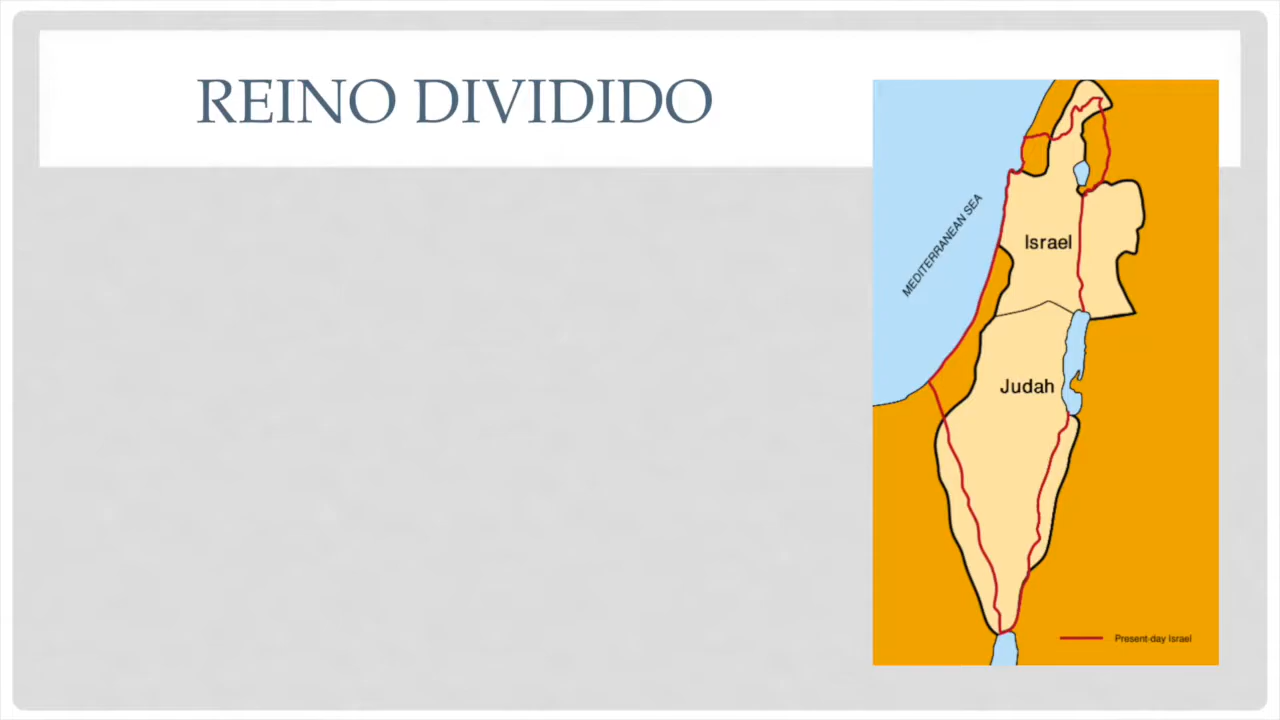 REINO DIVIDIDO
MEDITERRANEAN SEA
Israel
Judah
Present-day Israel